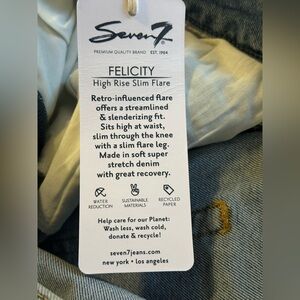 Seven7
PREMIUM QUALITY BRAND EST. 1964
FELICITY
High Rise Slim Flare
Retro-influenced flare
offers a streamlined
& slenderizing fit.
Sits high at waist,
slim through the knee
with a slim flare leg.
Made in soft super
stretch denim
with great recovery.
WATER
REDUCTION
SUSTAINABLE
MATERIALS
RECYCLED
PAPER
Help care for our Planet:
Wash less, wash cold,
donate & recycle!
seven7jeans.com
new york • los angeles